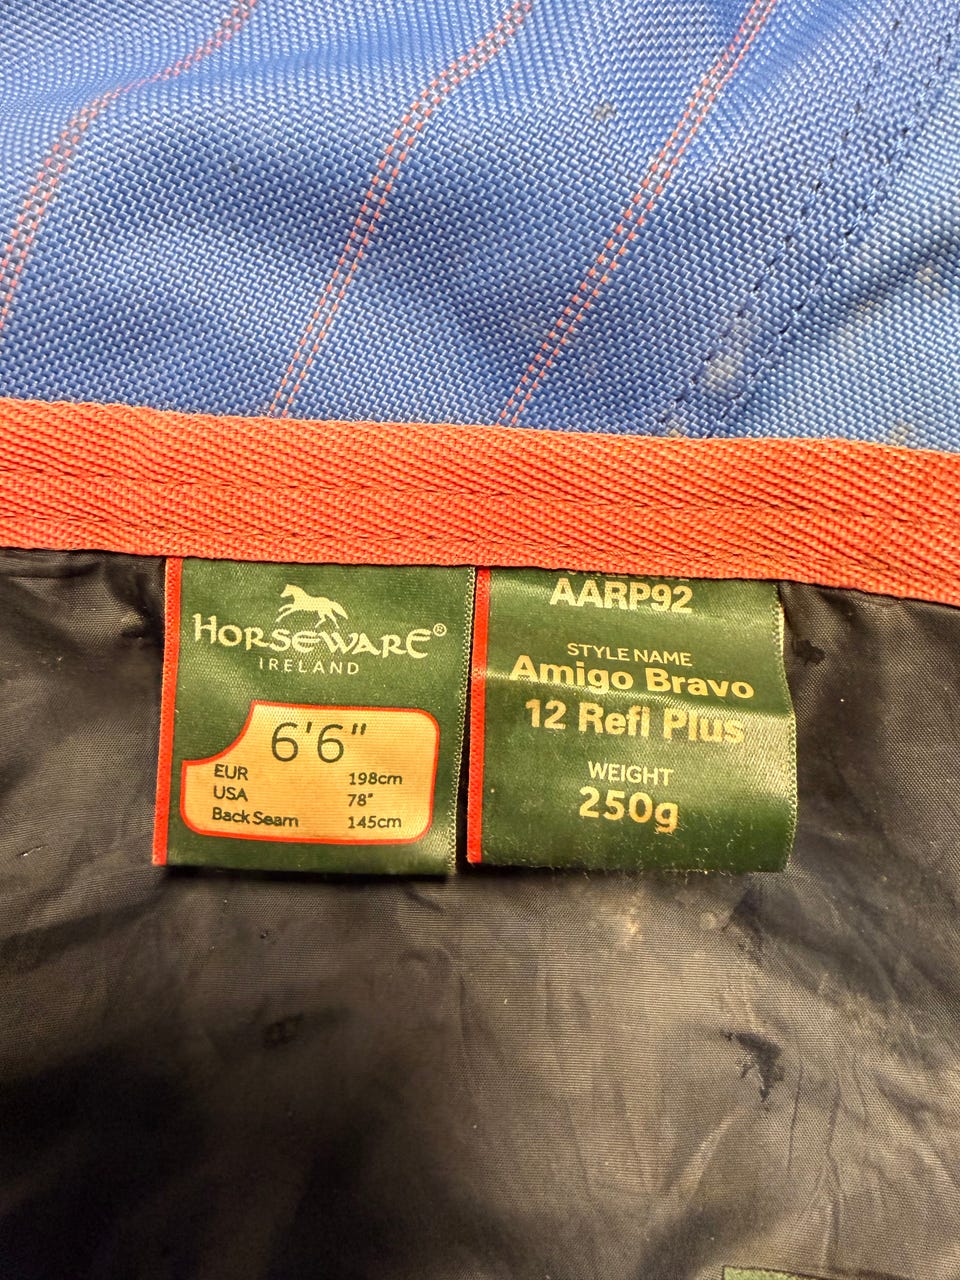 HORSEWARE®
IRELAND
6'6"
EUR 198cm
USA 78"
Back Seam 145cm
AARP92
STYLE NAME
Amigo Bravo
12 Refl Plus
WEIGHT
250g